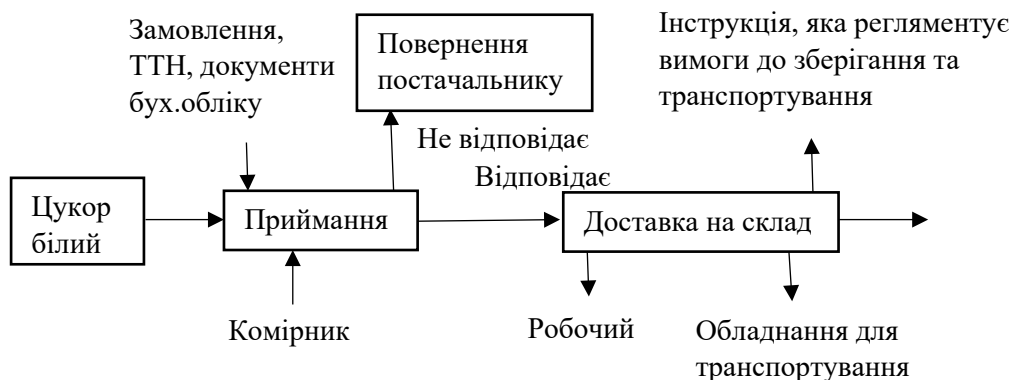 Замовлення,
ТТН, документи
бух.обліку
Повернення
постачальнику
Інструкція, яка регляментує
вимоги до зберігання та
транспортування
Не відповідає
Відповідає
Цукор
білий
Приймання
Доставка на склад
Комірник
Робочий
Обладнання для
транспортування